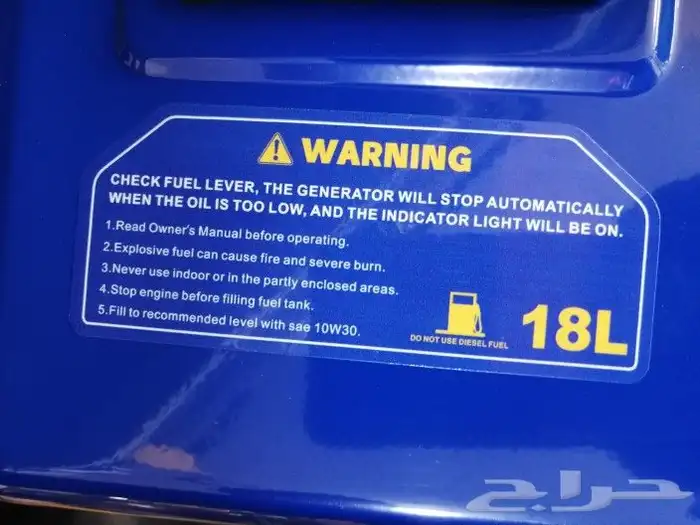 WARNING
CHECK FUEL LEVER, THE GENERATOR WILL STOP AUTOMATICALLY
WHEN THE OIL IS TOO LOW, AND THE INDICATOR LIGHT WILL BE ON.
1.Read Owner's Manual before operating.
2.Explosive fuel can cause fire and severe burn.
3.Never use indoor or in the partly enclosed areas.
4.Stop engine before filling fuel tank.
5.Fill to recommended level with sae 10W30.
DO NOT USE DIESEL FUEL
18L
حراج